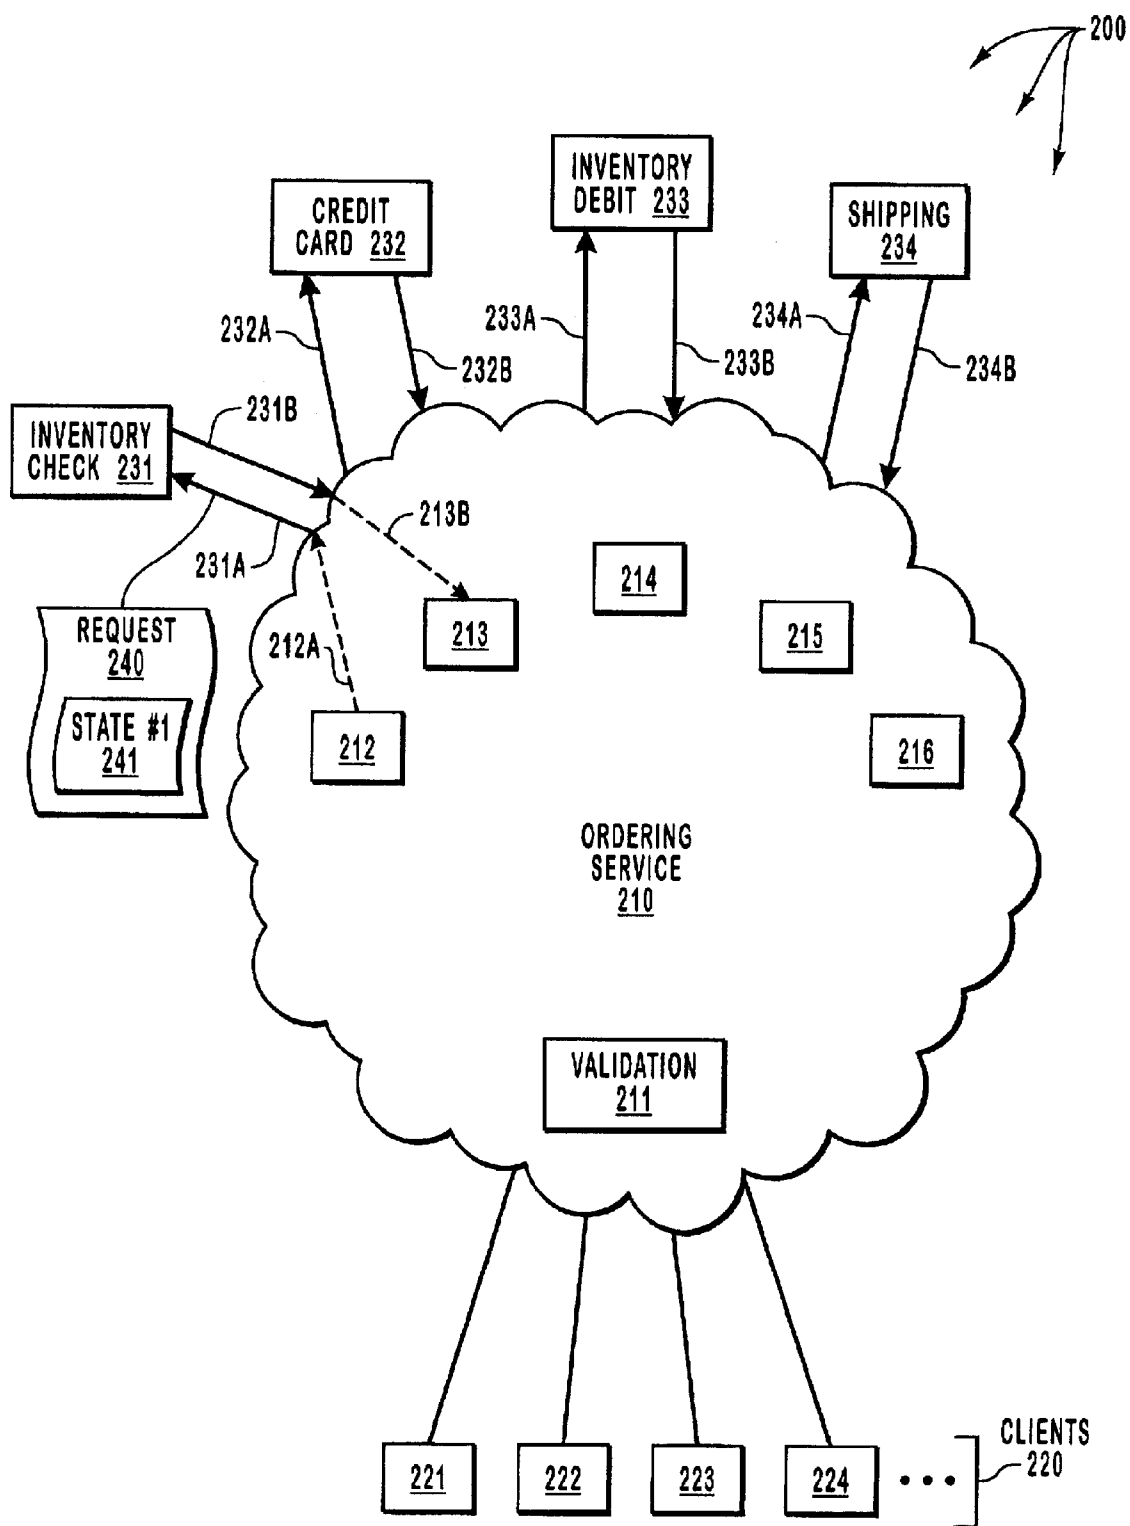 200
INVENTORY
DEBIT 233
CREDIT
CARD 232
SHIPPING
234
232A
233A
234A
232B
233B
234B
231B
INVENTORY
CHECK 231
213B
231A
214
REQUEST
240
213
215
212A
STATE #1
241
212
216
ORDERING
SERVICE
210
VALIDATION
211
CLIENTS
220
221
222
223
224